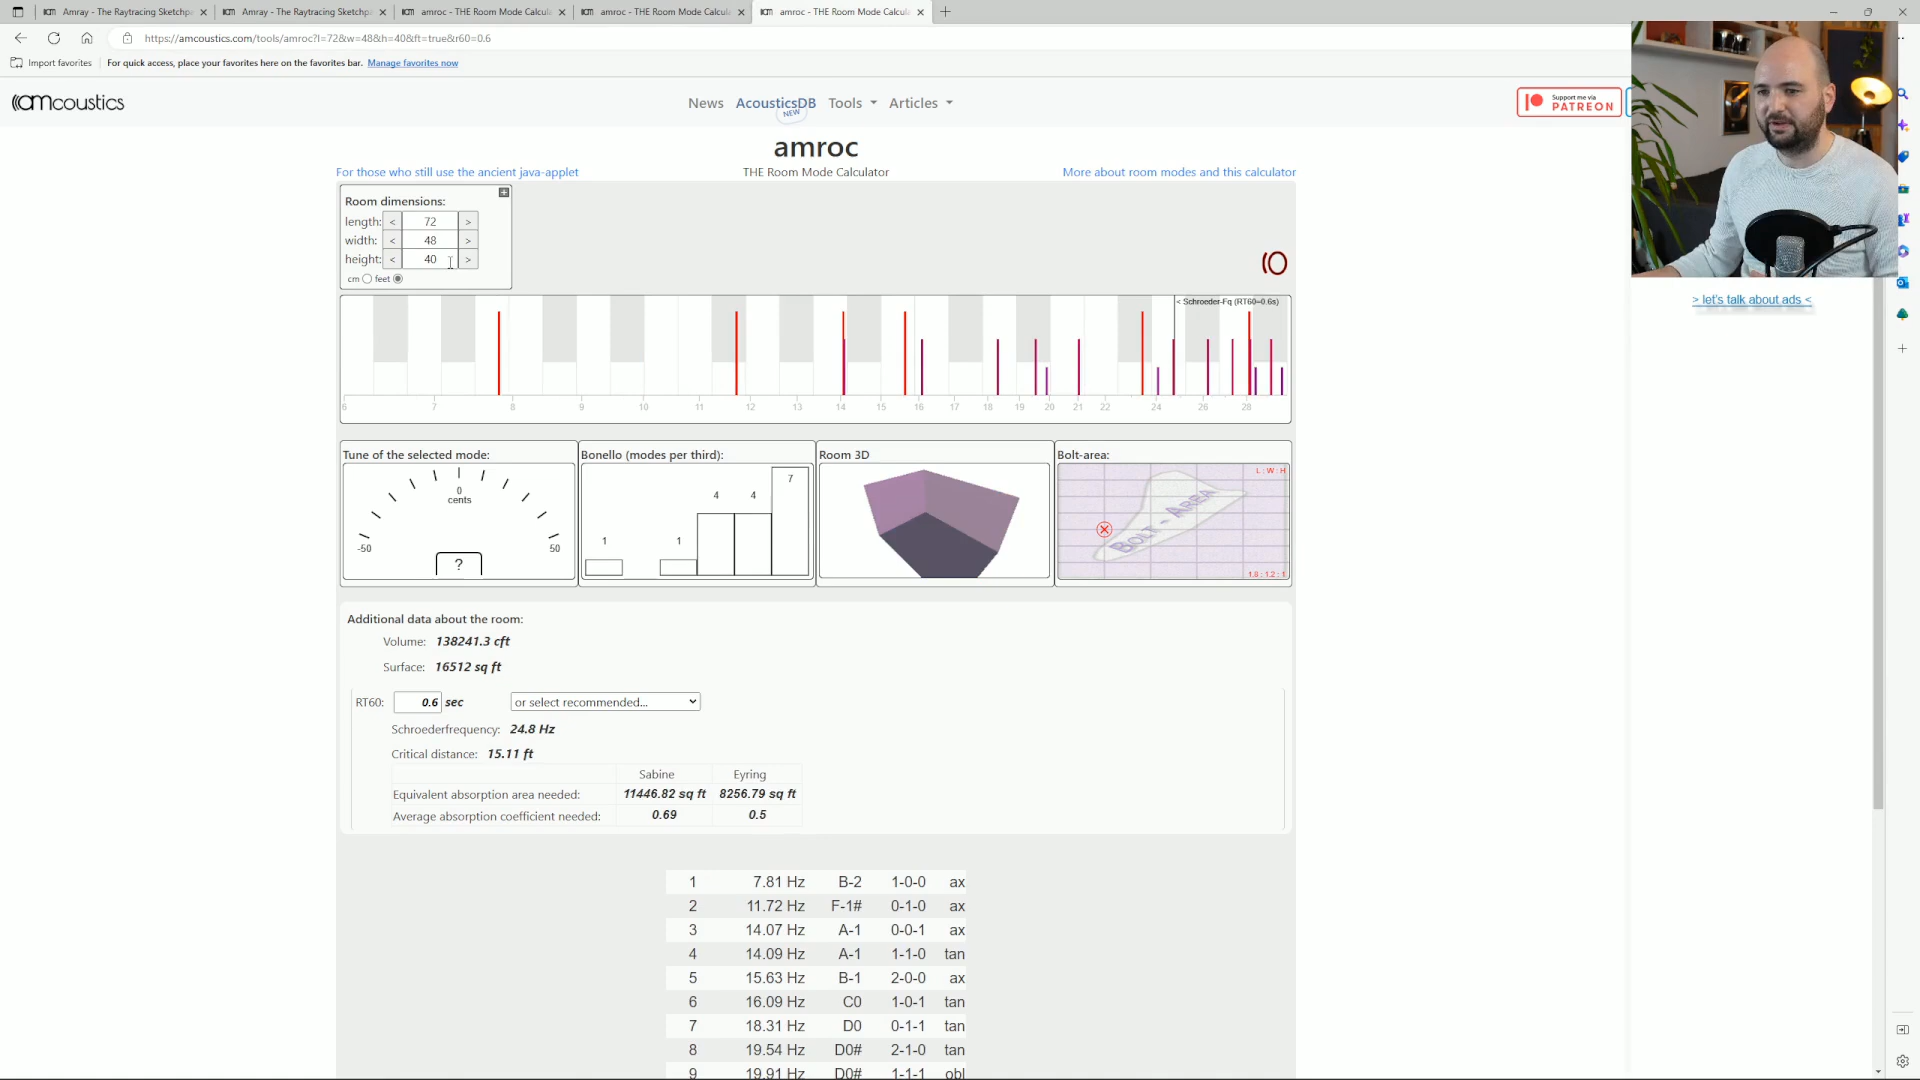 Amray - The Raytracing Sketchp
Amray - The Raytracing Sketchp
amroc - THE Room Mode Calcula
amroc - THE Room Mode Calcula
amroc - THE Room Mode Calcula
https://amcoustics.com/tools/amroc?l=72&w=48&h=40&ft=true&r60=0.6
Import favorites
For quick access, place your favorites here on the favorites bar. Manage favorites now
amcoustics
News AcousticsDB Tools Articles
NEW
Support me via
PATREON
amroc
For those who still use the ancient java-applet THE Room Mode Calculator More about room modes and this calculator
Room dimensions:
length: < 72 >
width: < 48 >
height: < 40 >
cm feet
> let's talk about ads <
< Schroeder-Fq (RT60=0.6s)
6 7 8 9 10 11 12 13 14 15 16 17 18 19 20 21 22 24 26 28
Tune of the selected mode: Bonello (modes per third): Room 3D Bolt-area:
0
cents
-50 50
?
1 1 4 4 7
L : W : H
BOLT - AREA
1.8 : 1.2 : 1
Additional data about the room:
Volume: 138241.3 cft
Surface: 16512 sq ft
RT60: 0.6 sec or select recommended...
Schroederfrequency: 24.8 Hz
Critical distance: 15.11 ft
Sabine Eyring
Equivalent absorption area needed: 11446.82 sq ft 8256.79 sq ft
Average absorption coefficient needed: 0.69 0.5
1 7.81 Hz B-2 1-0-0 ax
2 11.72 Hz F-1# 0-1-0 ax
3 14.07 Hz A-1 0-0-1 ax
4 14.09 Hz A-1 1-1-0 tan
5 15.63 Hz B-1 2-0-0 ax
6 16.09 Hz C0 1-0-1 tan
7 18.31 Hz D0 0-1-1 tan
8 19.54 Hz D0# 2-1-0 tan
9 19.91 Hz D0# 1-1-1 obl